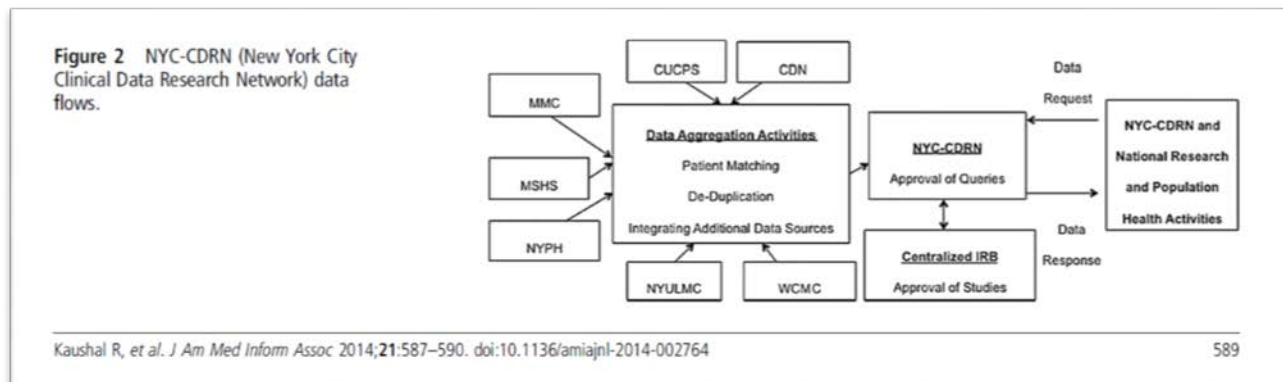 Figure 2 NYC-CDRN (New York City
Clinical Data Research Network) data
flows.
CUCPS
CDN
MMC
MSHS
NYPH
Data Aggregation Activities
Patient Matching
De-Duplication
Integrating Additional Data Sources
NYULMC
WCMC
NYC-CDRN
Approval of Queries
Centralized IRB
Approval of Studies
Data
Request
Data
Response
NYC-CDRN and
National Research
and Population
Health Activities
Kaushal R, et al. J Am Med Inform Assoc 2014;21:587–590. doi:10.1136/amiajnl-2014-002764
589